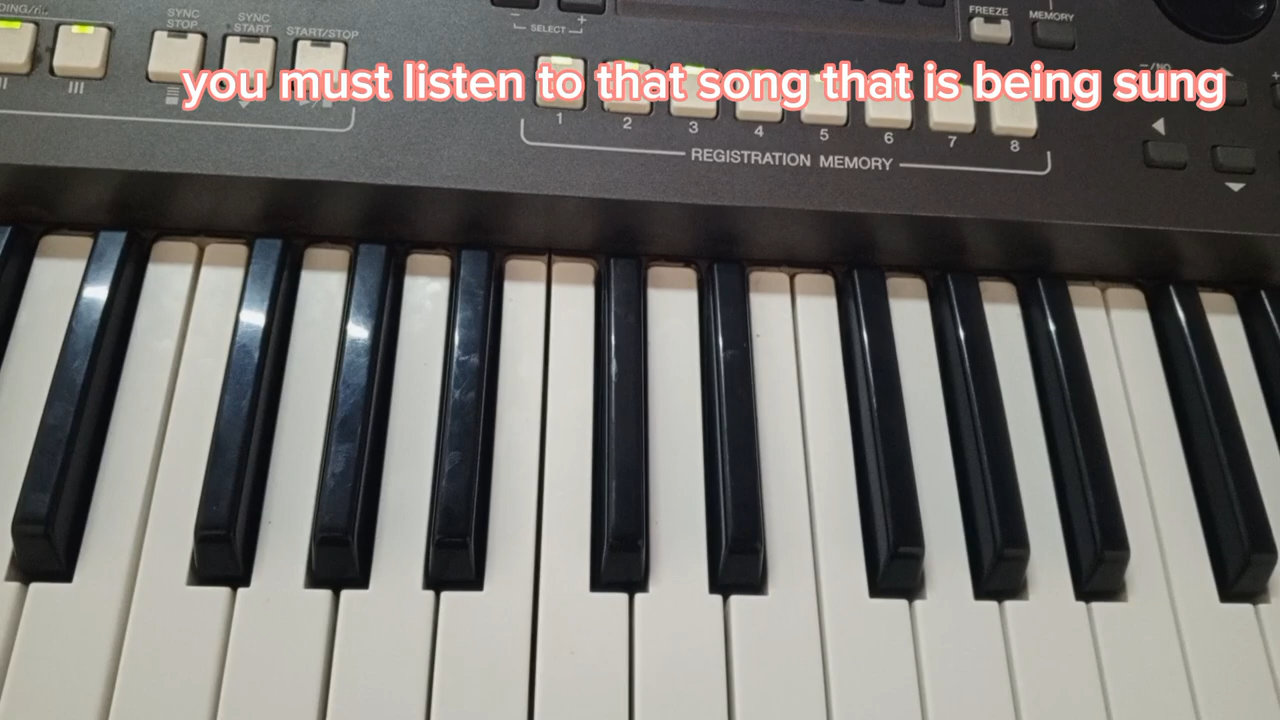 SYNC
STOP
SYNC
START
START/STOP
− SELECT +
FREEZE
MEMORY
you must listen to that song that is being sung
III
1 2 3 4 5 6 7 8
REGISTRATION MEMORY